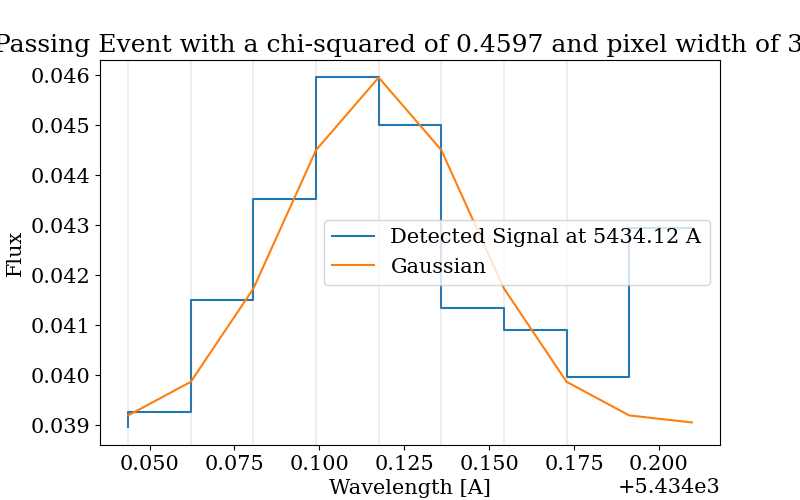 Passing Event with a chi-squared of 0.4597 and pixel width of 3
0.046
0.045
0.044
0.043
0.042
0.041
0.040
0.039
Flux
Detected Signal at 5434.12 A
Gaussian
0.050 0.075 0.100 0.125 0.150 0.175 0.200
Wavelength [A]
+5.434e3